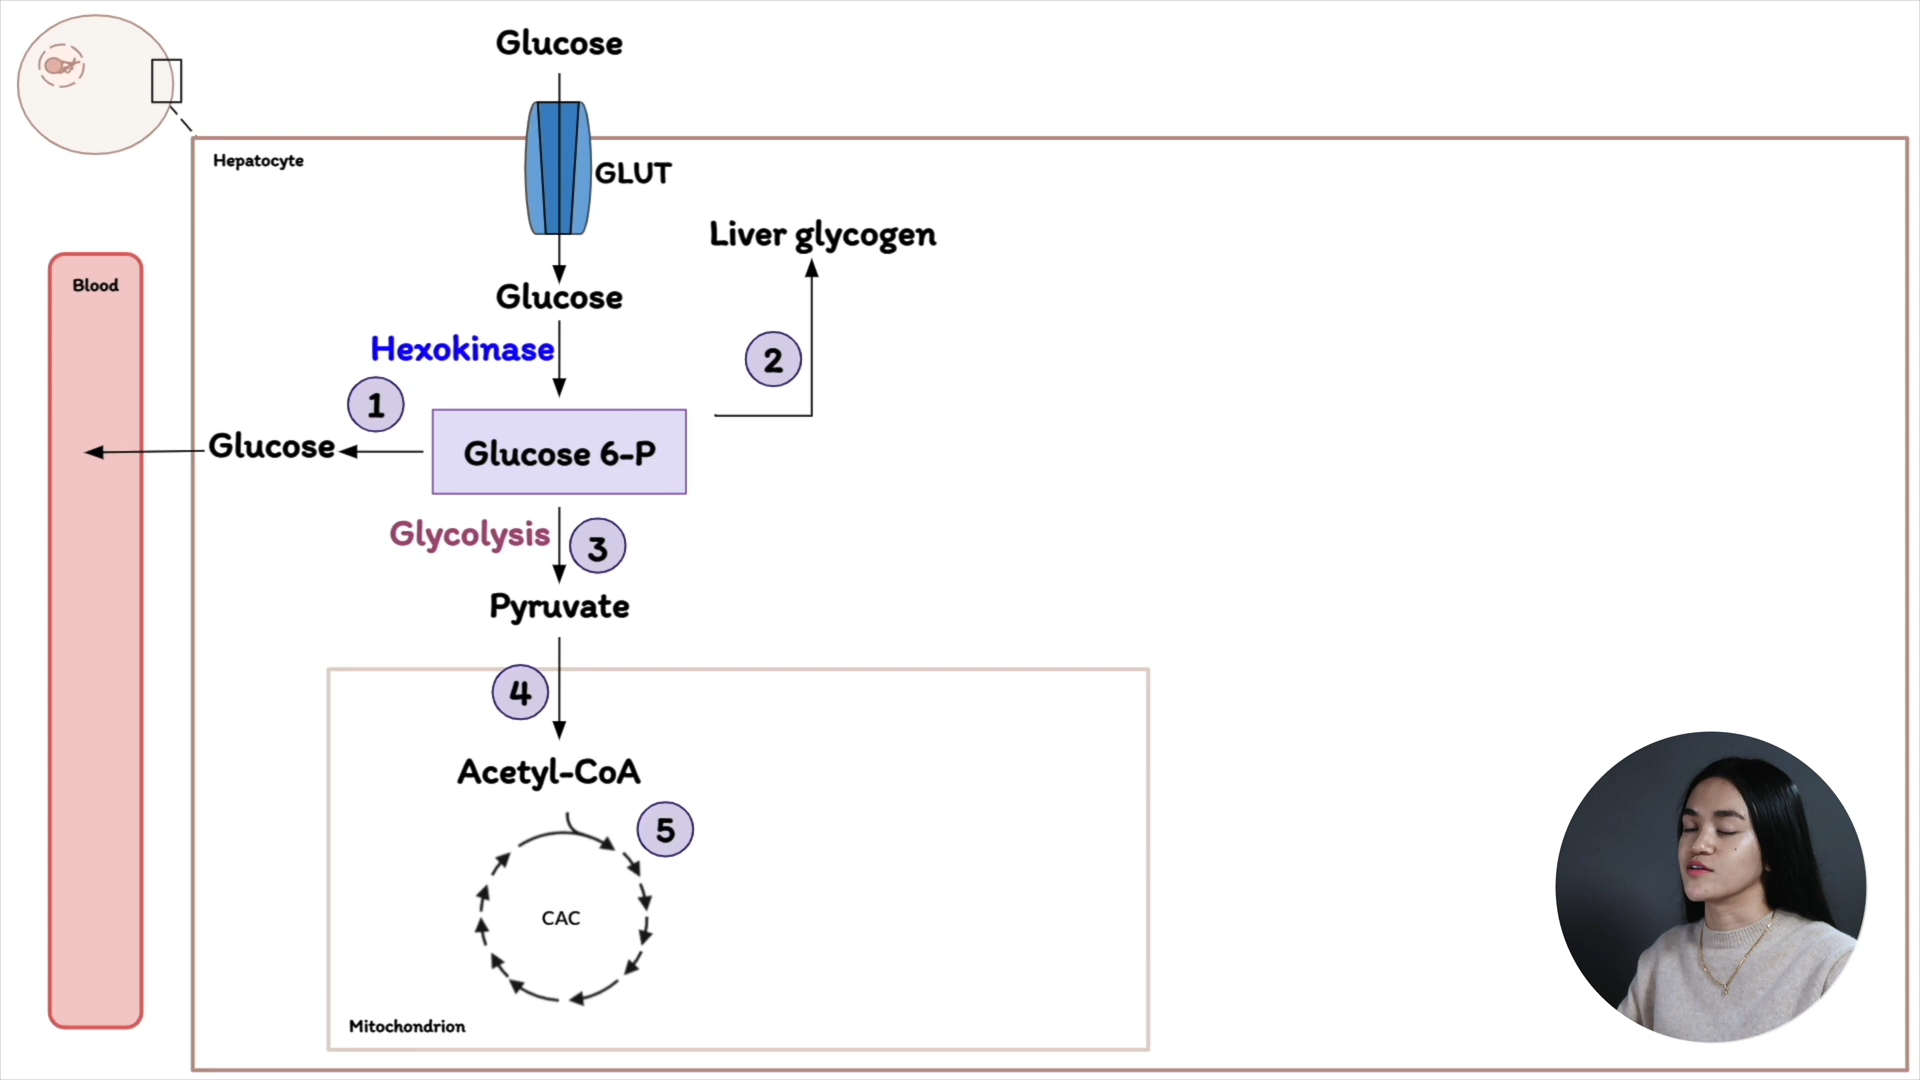 Glucose
Hepatocyte
GLUT
Liver glycogen
Blood
Glucose
Hexokinase
2
1
Glucose
Glucose 6-P
Glycolysis
3
Pyruvate
4
Acetyl-CoA
5
CAC
Mitochondrion